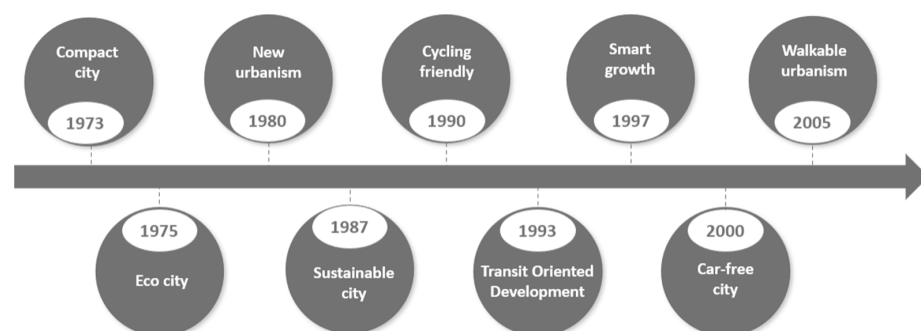 Compact
city
1973
New
urbanism
1980
Cycling
friendly
1990
Smart
growth
1997
Walkable
urbanism
2005
1975
Eco city
1987
Sustainable
city
1993
Transit Oriented
Development
2000
Car-free
city